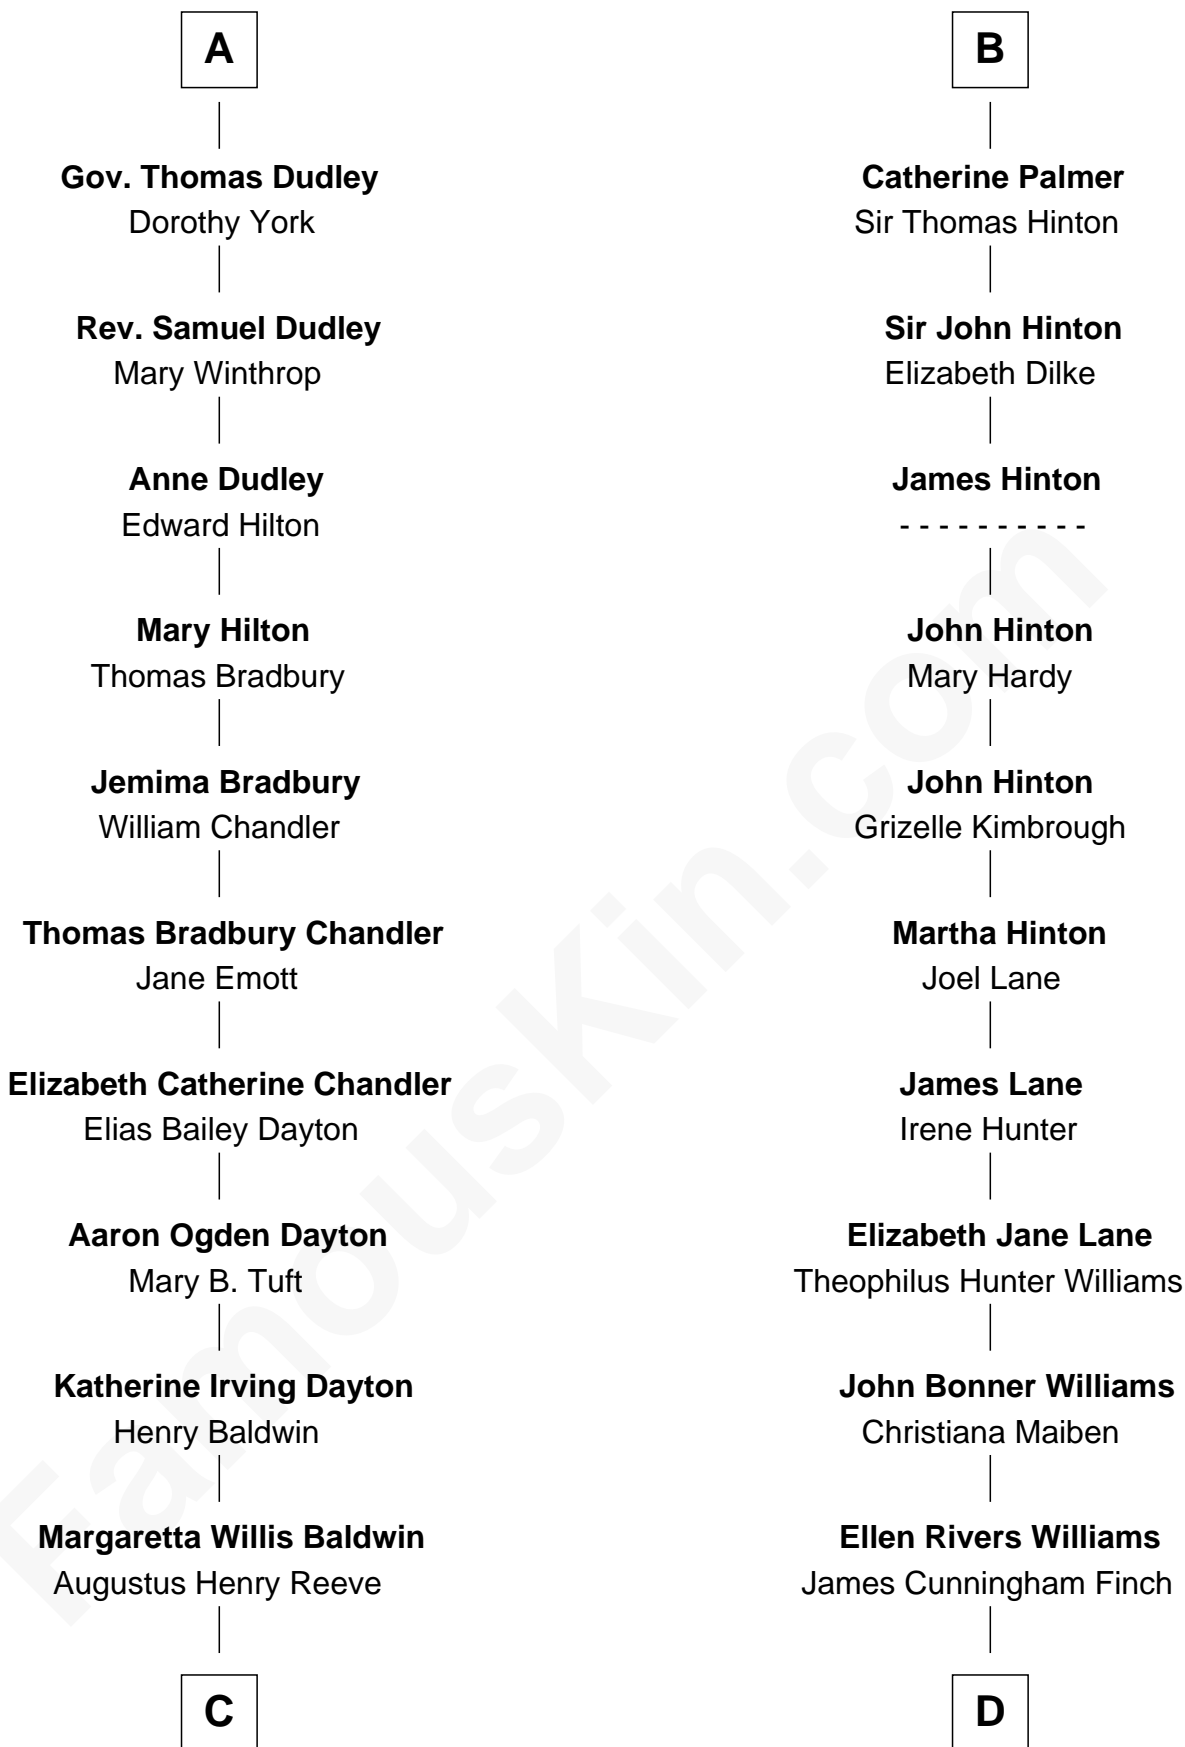 A
Gov. Thomas Dudley
Dorothy York
Rev. Samuel Dudley
Mary Winthrop
Anne Dudley
Edward Hilton
Mary Hilton
Thomas Bradbury
Jemima Bradbury
William Chandler
Thomas Bradbury Chandler
Jane Emott
Elizabeth Catherine Chandler
Elias Bailey Dayton
Aaron Ogden Dayton
Mary B. Tuft
Katherine Irving Dayton
Henry Baldwin
Margaretta Willis Baldwin
Augustus Henry Reeve
C
B
Catherine Palmer
Sir Thomas Hinton
Sir John Hinton
Elizabeth Dilke
James Hinton
- - - - - - - - - -
John Hinton
Mary Hardy
John Hinton
Grizelle Kimbrough
Martha Hinton
Joel Lane
James Lane
Irene Hunter
Elizabeth Jane Lane
Theophilus Hunter Williams
John Bonner Williams
Christiana Maiben
Ellen Rivers Williams
James Cunningham Finch
D
FamousKin.com